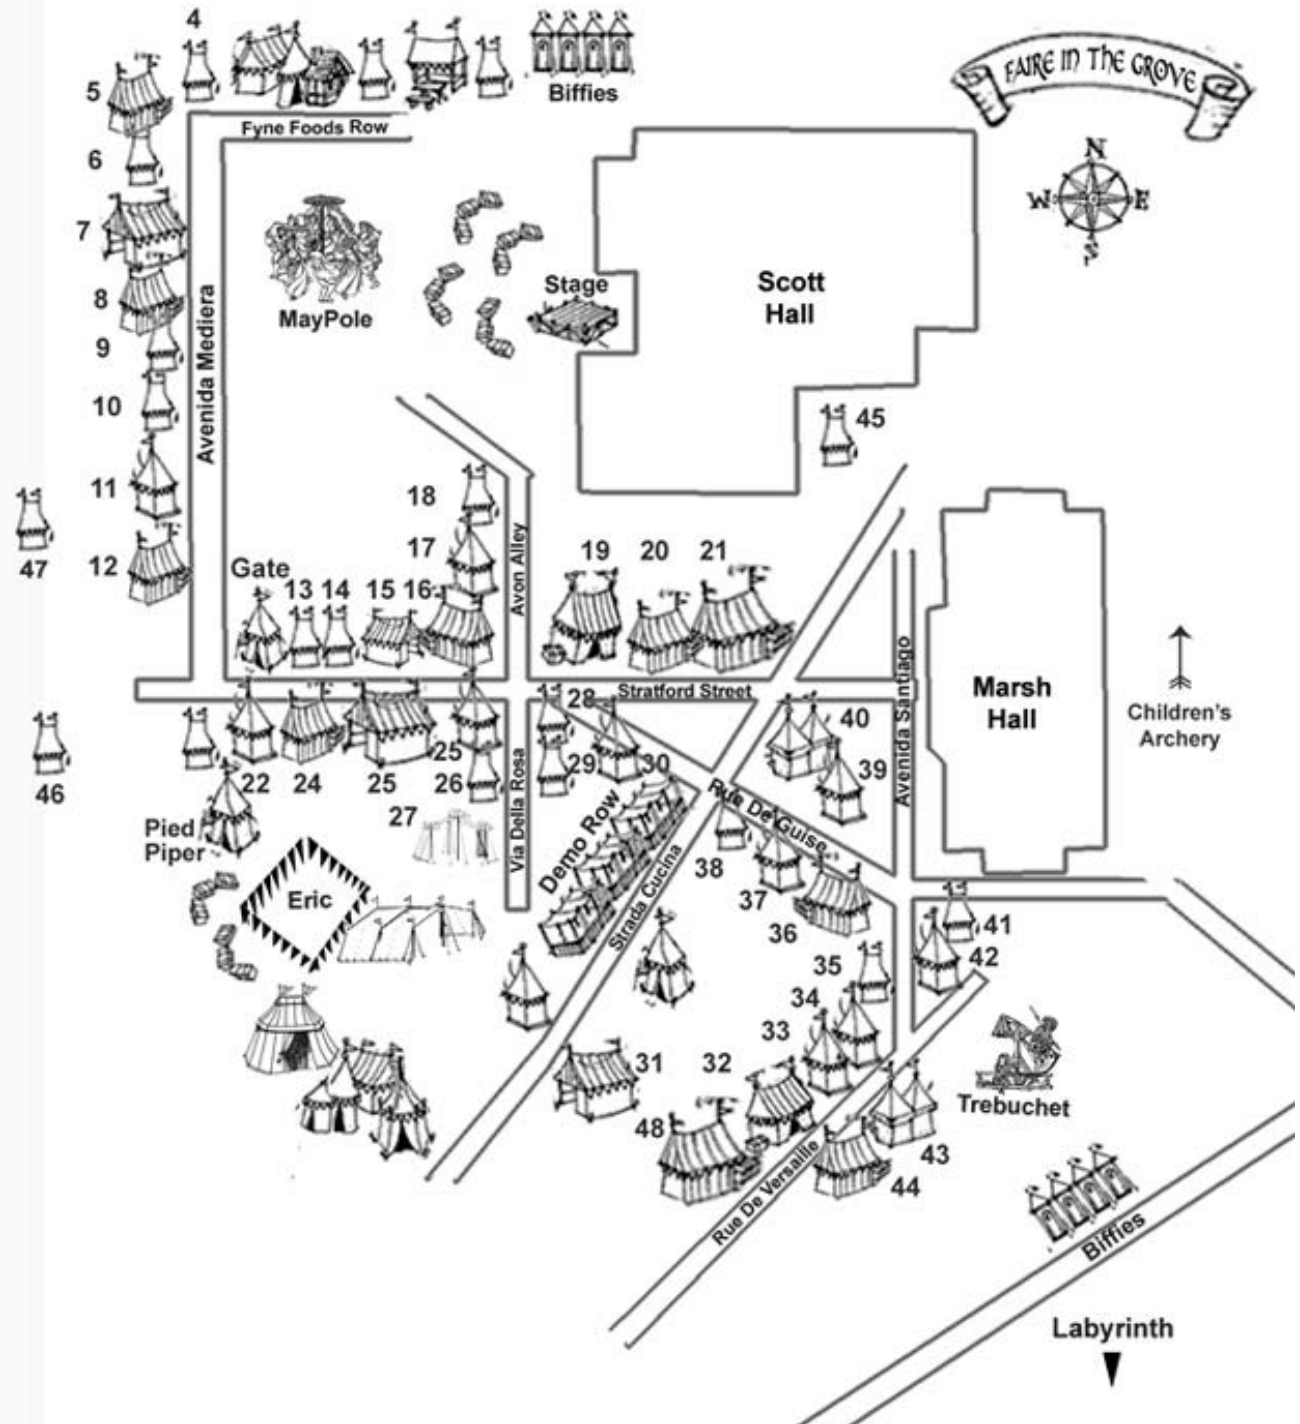 4
Biffies
FAIRE IN THE GROVE
5
Fyne Foods Row
6
N
W
E
S
7
MayPole
Stage
Scott
Hall
8
9
Avenida Mediera
10
45
11
18
47
12
17
Avon Alley
Gate
13
14
15
16
19
20
21
Stratford Street
Avenida Santiago
Marsh
Hall
Children's
Archery
46
22
24
25
25
26
28
29
30
40
39
Pied
Piper
27
Via Della Rosa
Demo Row
Rue De Guise
Strada Cucina
38
37
36
Eric
35
41
42
34
33
31
32
48
Trebuchet
43
44
Rue De Versaille
Biffies
Labyrinth